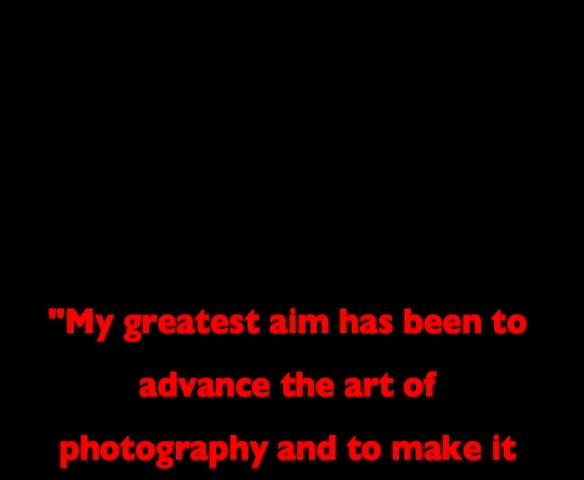 "My greatest aim has been to
advance the art of
photography and to make it